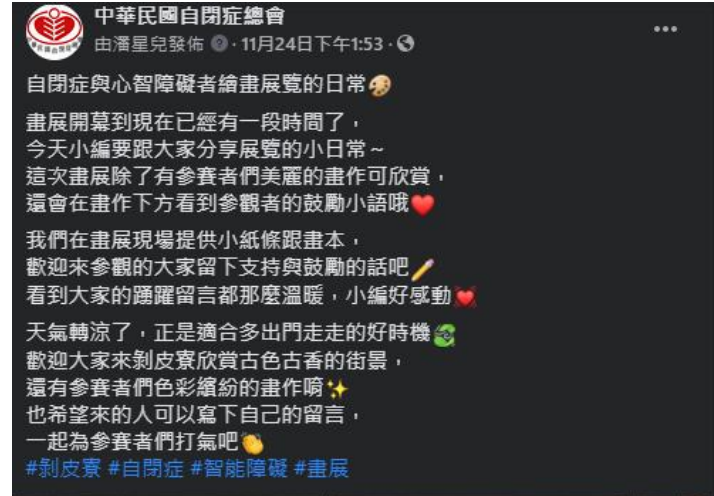 中華民國自閉症總會
由潘星兒發佈 · 11月24日下午1:53 ·
自閉症與心智障礙者繪畫展覽的日常🎨
畫展開幕到現在已經有一段時間了，
今天小編要跟大家分享展覽的小日常～
這次畫展除了有參賽者們美麗的畫作可欣賞，
還會在畫作下方看到參觀者的鼓勵小語哦❤️
我們在畫展現場提供小紙條跟畫本，
歡迎來參觀的大家留下支持與鼓勵的話吧✏️
看到大家的踴躍留言都那麼溫暖，小編好感動💓
天氣轉涼了，正是適合多出門走走的好時機
歡迎大家來剝皮寮欣賞古色古香的街景，
還有參賽者們色彩繽紛的畫作唷✨
也希望來的人可以寫下自己的留言，
一起為參賽者們打氣吧👏
#剝皮寮 #自閉症 #智能障礙 #畫展